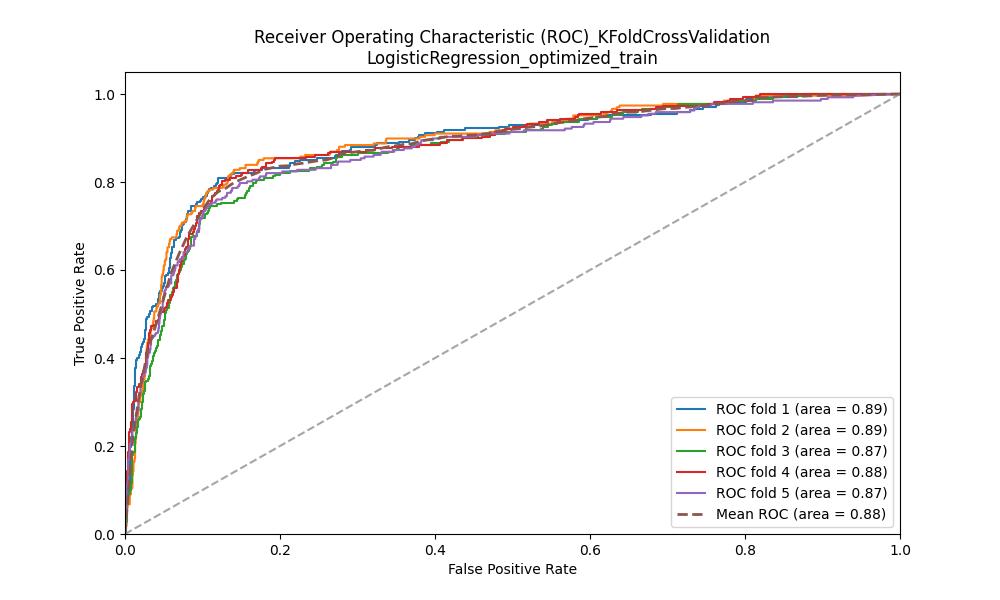 Receiver Operating Characteristic (ROC)_KFoldCrossValidation
LogisticRegression_optimized_train
True Positive Rate
1.0
0.8
0.6
0.4
0.2
0.0
ROC fold 1 (area = 0.89)
ROC fold 2 (area = 0.89)
ROC fold 3 (area = 0.87)
ROC fold 4 (area = 0.88)
ROC fold 5 (area = 0.87)
Mean ROC (area = 0.88)
0.0 0.2 0.4 0.6 0.8 1.0
False Positive Rate